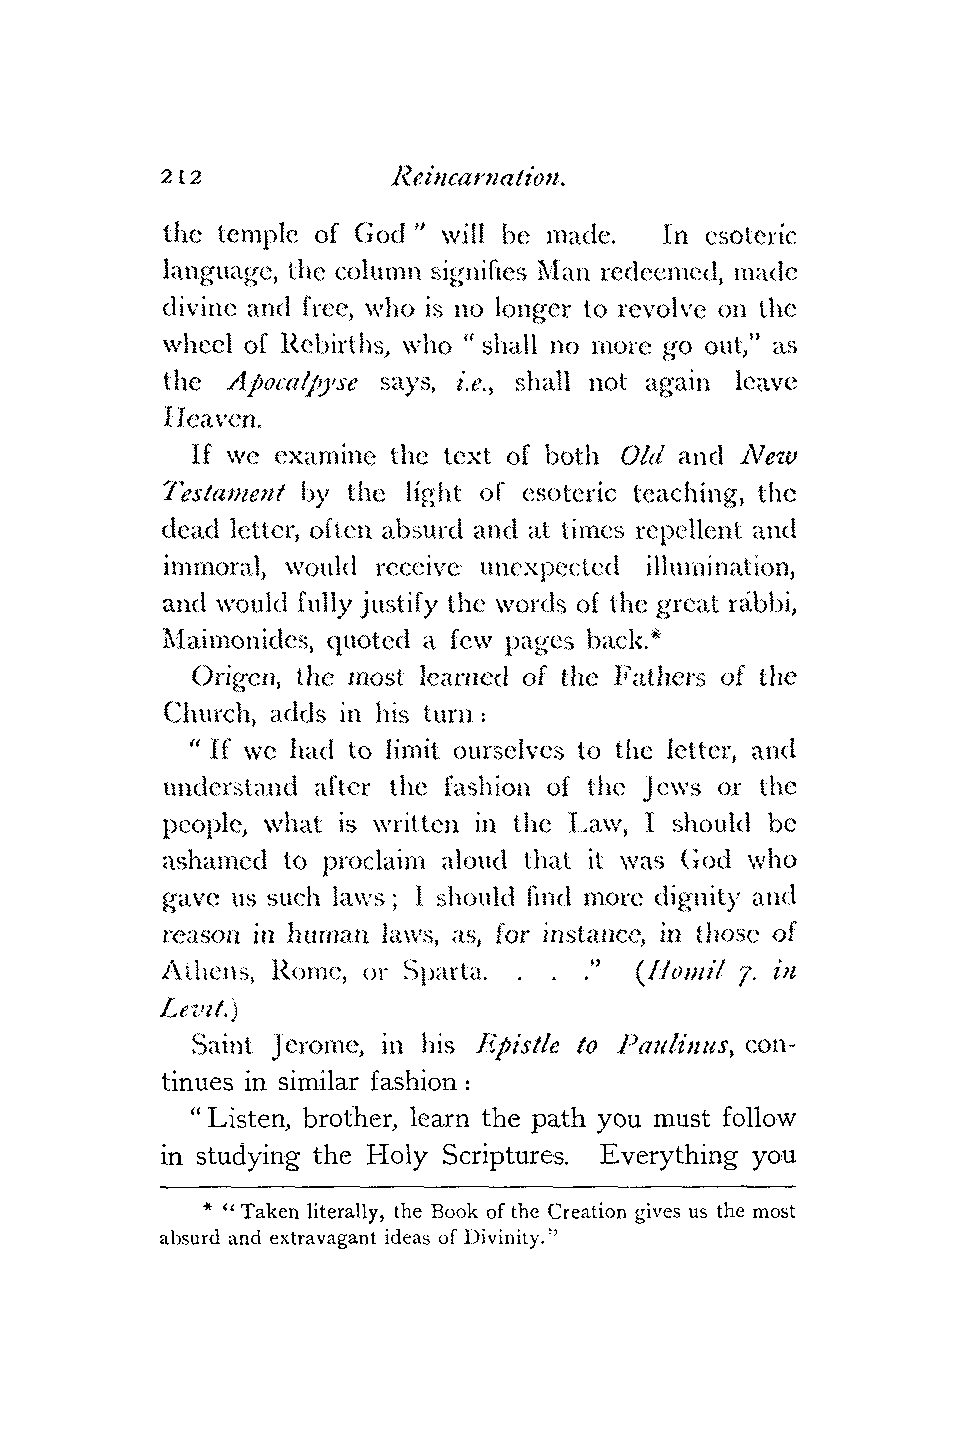 212 Reincarnation.
the temple of God" will be made. In esoteric
language, the column signifies Man redeemed, made
divine and free, who is no longer to revolve on the
wheel of Rebirths, who "shall no more go out," as
the Apocalpyse says, i.e., shall not again leave
Heaven.
If we examine the text of both Old and New
Testament by the light of esoteric teaching, the
dead letter, often absurd and at times repellent and
immoral, would receive unexpected illumination,
and would fully justify the words of the great rabbi,
Maimonides, quoted a few pages back.*
Origen, the most learned of the Fathers of the
Church, adds in his turn:
"If we had to limit ourselves to the letter, and
understand after the fashion of the Jews or the
people, what is written in the Law, I should be
ashamed to proclaim aloud that it was God who
gave us such laws; I should find more dignity and
reason in human laws, as, for instance, in those of
Athens, Rome, or Sparta. . . ." (Homil 7. in
Levit.)
Saint Jerome, in his Epistle to Paulinus, con-
tinues in similar fashion:
"Listen, brother, learn the path you must follow
in studying the Holy Scriptures. Everything you
* "Taken literally, the Book of the Creation gives us the most
absurd and extravagant ideas of Divinity."